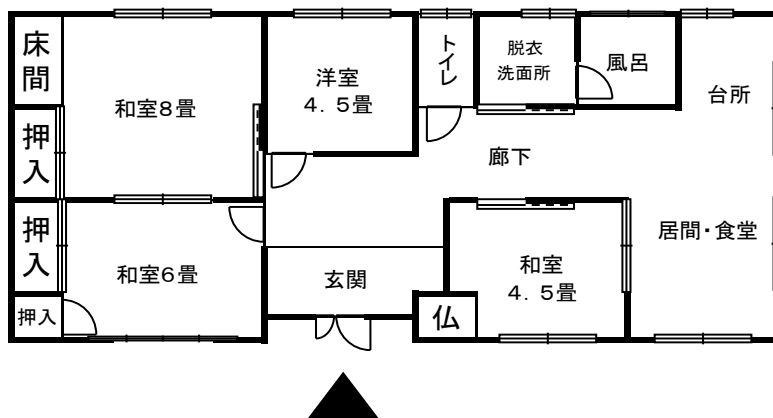 床
間
和室8畳
押
入
洋室
4.5畳
トイレ
脱衣
洗面所
風呂
台所
廊下
押
入
和室6畳
押入
玄関
仏
和室
4.5畳
居間・食堂